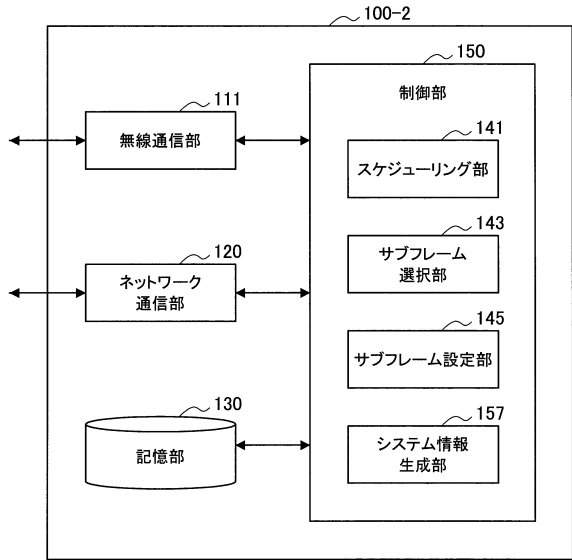 100-2
150
制御部
111
無線通信部
141
スケジューリング部
143
サブフレーム
選択部
120
ネットワーク
通信部
145
サブフレーム設定部
130
記憶部
157
システム情報
生成部